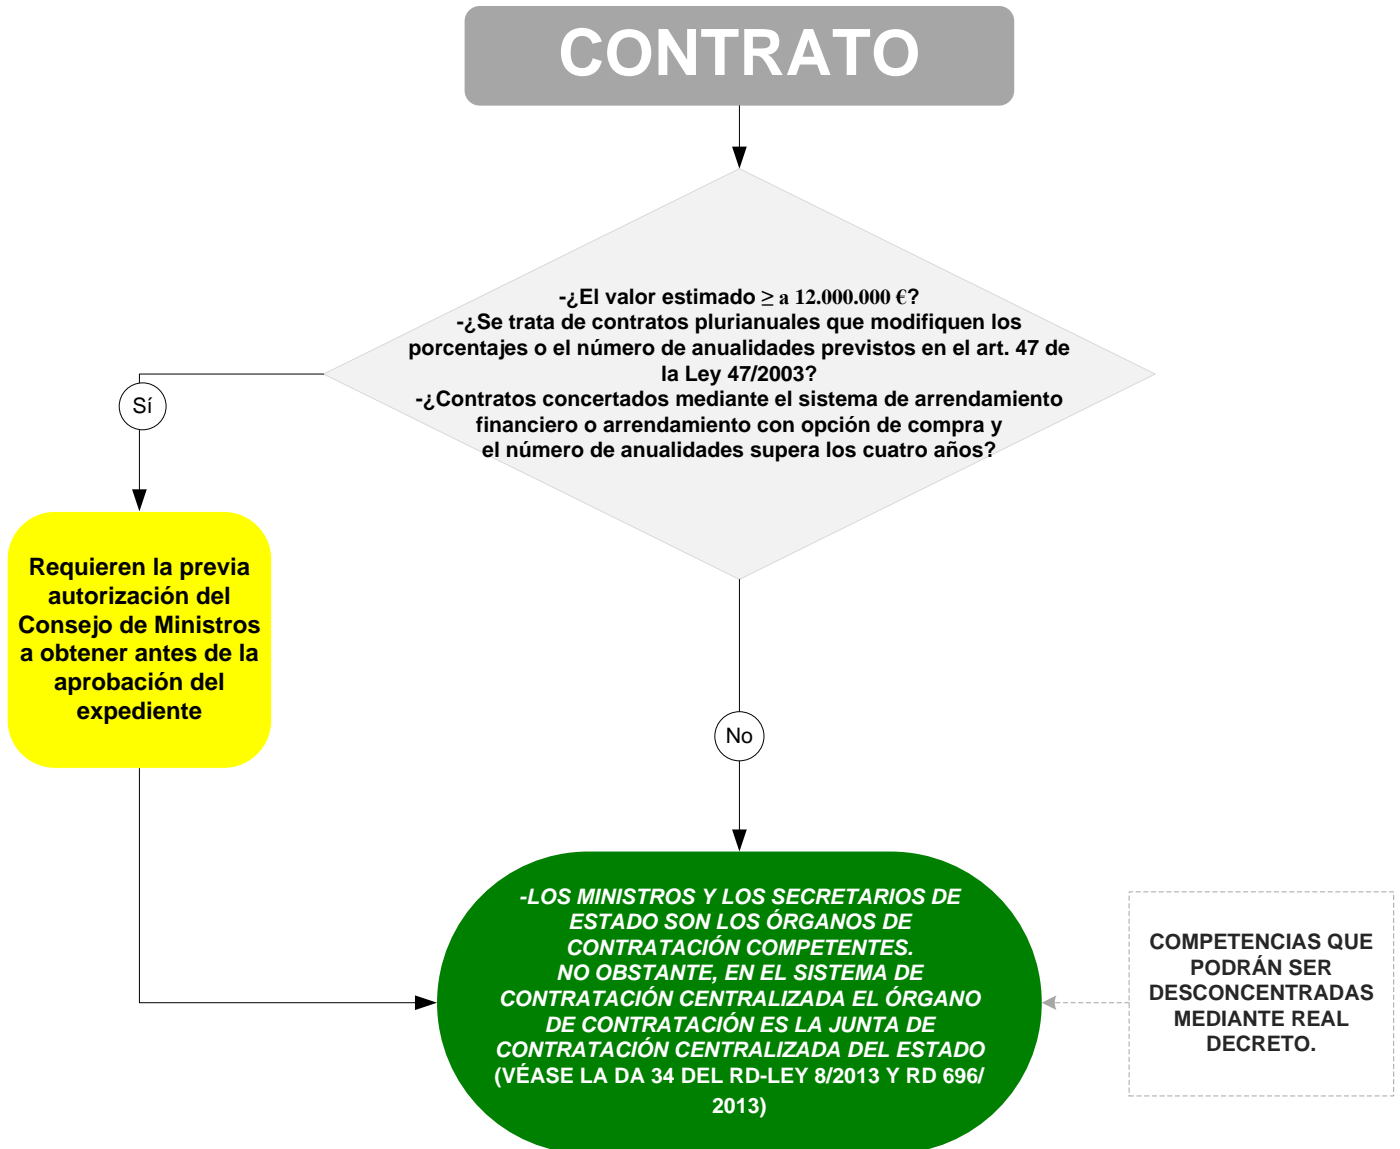 CONTRATO
-¿El valor estimado ≥ a 12.000.000 €?
-¿Se trata de contratos plurianuales que modifiquen los
porcentajes o el número de anualidades previstos en el art. 47 de
la Ley 47/2003?
-¿Contratos concertados mediante el sistema de arrendamiento
financiero o arrendamiento con opción de compra y
el número de anualidades supera los cuatro años?
Sí
Requieren la previa
autorización del
Consejo de Ministros
a obtener antes de la
aprobación del
expediente
No
-LOS MINISTROS Y LOS SECRETARIOS DE
ESTADO SON LOS ÓRGANOS DE
CONTRATACIÓN COMPETENTES.
NO OBSTANTE, EN EL SISTEMA DE
CONTRATACIÓN CENTRALIZADA EL ÓRGANO
DE CONTRATACIÓN ES LA JUNTA DE
CONTRATACIÓN CENTRALIZADA DEL ESTADO
(VÉASE LA DA 34 DEL RD-LEY 8/2013 Y RD 696/
2013)
COMPETENCIAS QUE
PODRÁN SER
DESCONCENTRADAS
MEDIANTE REAL
DECRETO.